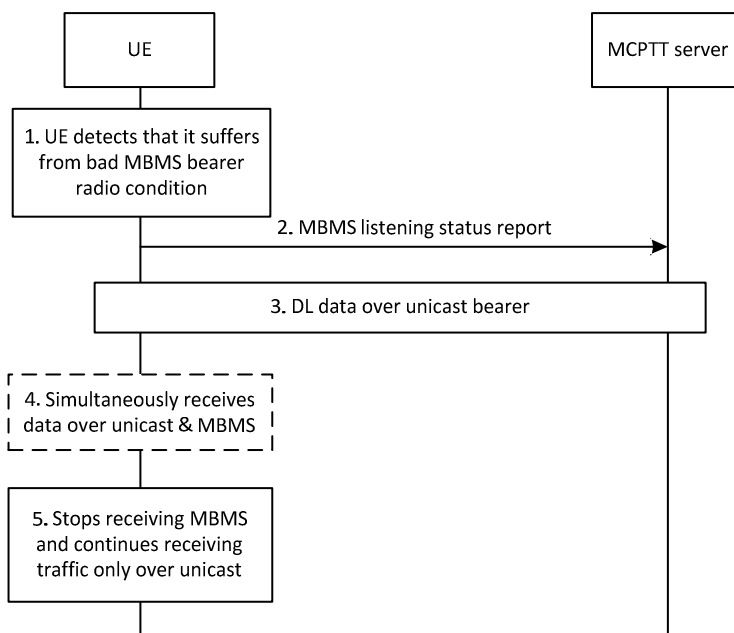 UE
MCPTT server
1. UE detects that it suffers
from bad MBMS bearer
radio condition
2. MBMS listening status report
3. DL data over unicast bearer
4. Simultaneously receives
data over unicast & MBMS
5. Stops receiving MBMS
and continues receiving
traffic only over unicast